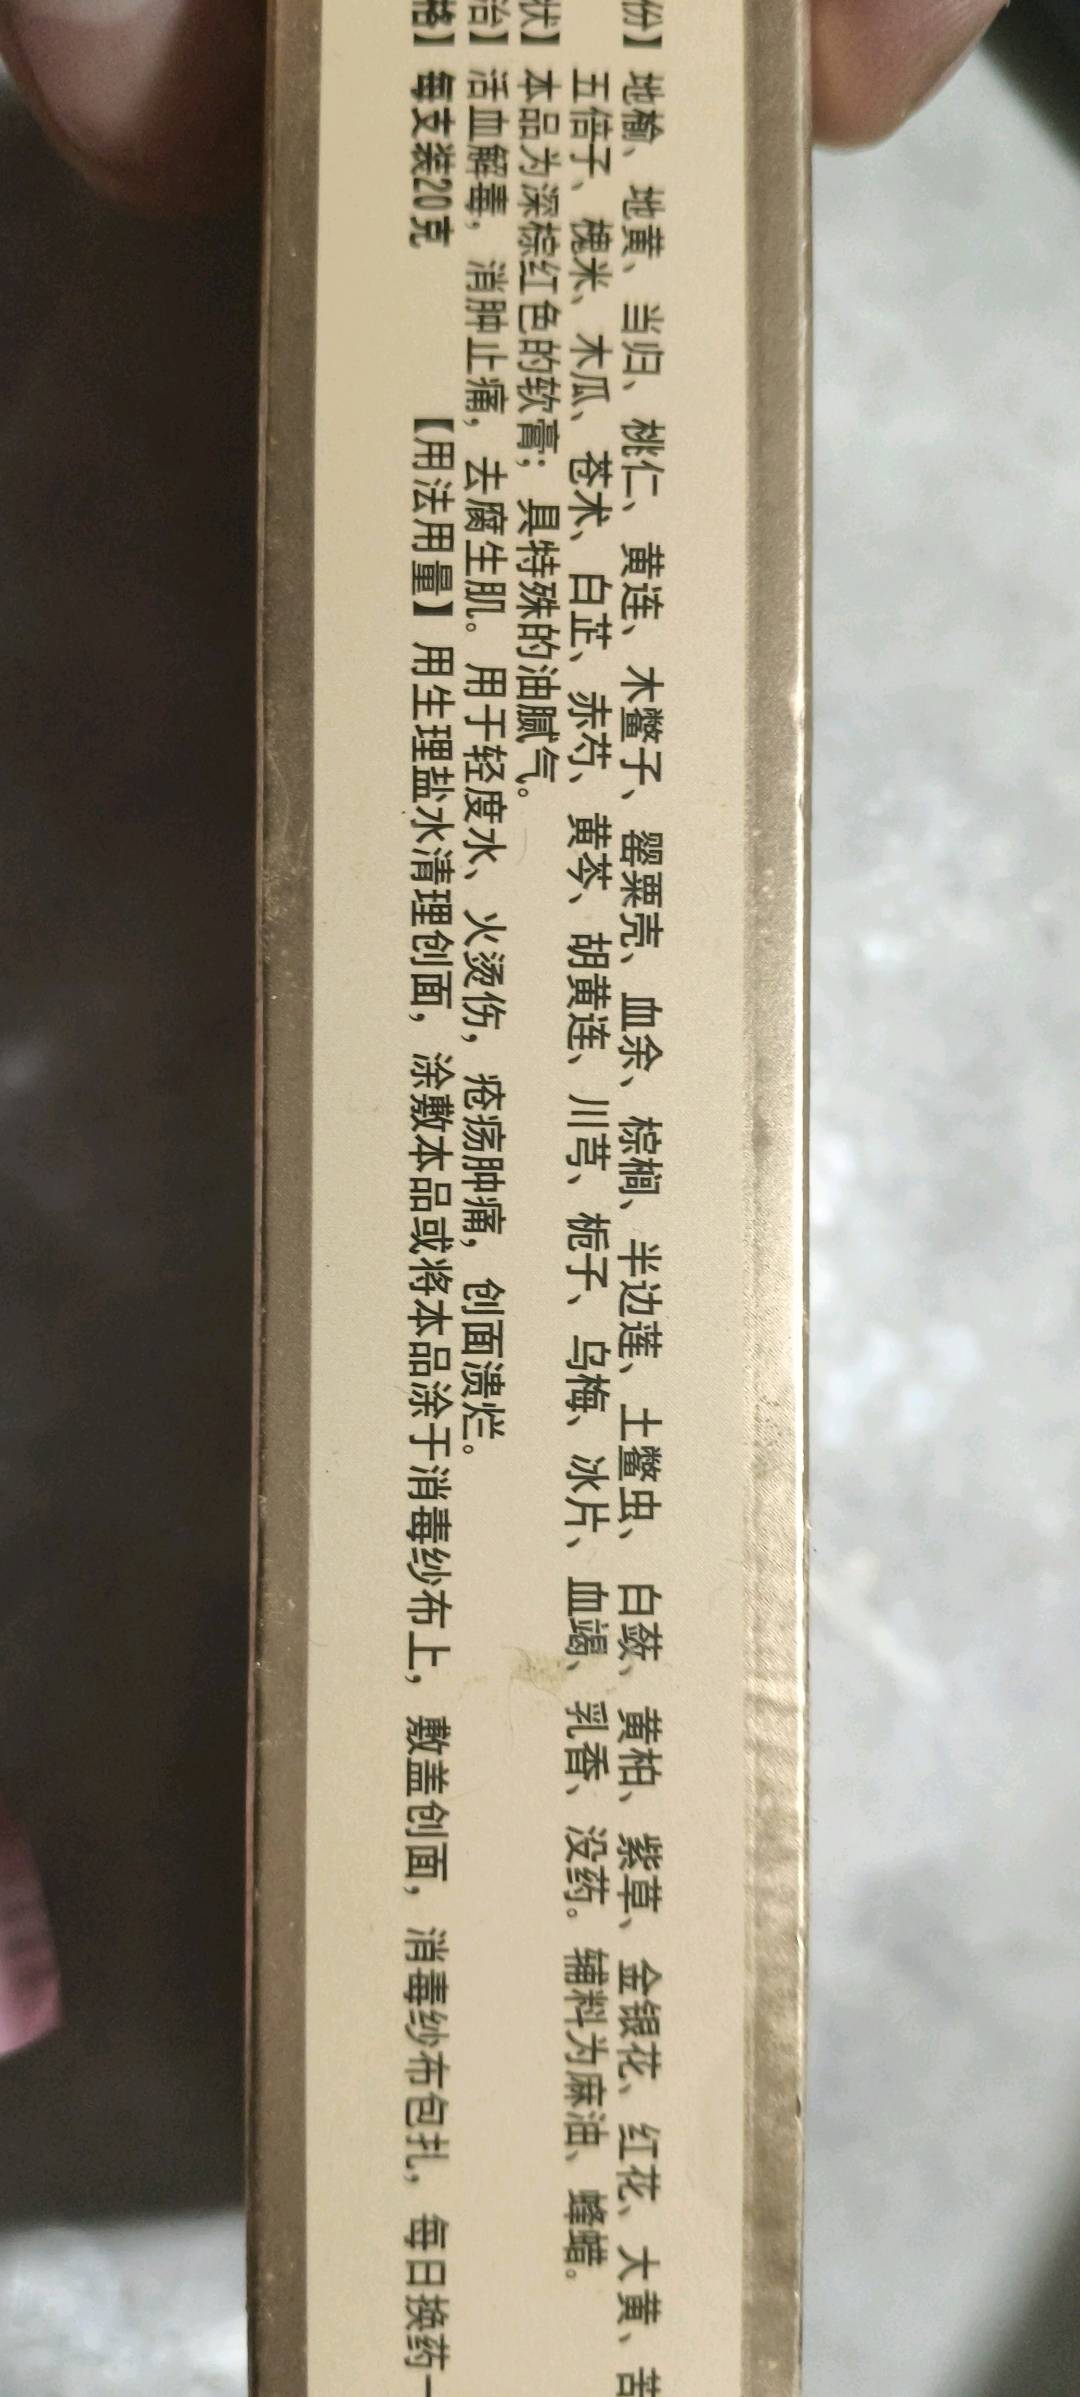 份】 地榆、地黄、当归、桃仁、黄连、木鳖子、罂粟壳、血余、棕榈、半边莲、土鳖虫、白蔹、黄柏、紫草、金银花、红花、大黄、苦
五倍子、槐米、木瓜、苍术、白芷、赤芍、黄芩、胡黄连、川芎、栀子、乌梅、冰片、血竭、乳香、没药。辅料为麻油、蜂蜡。
状】 本品为深棕红色的软膏；具特殊的油腻气。
治】 活血解毒，消肿止痛，去腐生肌。用于轻度水、火烫伤，疮疡肿痛，创面溃烂。
格】 每支装20克 【用法用量】 用生理盐水清理创面，涂敷本品或将本品涂于消毒纱布上，敷盖创面，消毒纱布包扎，每日换药一